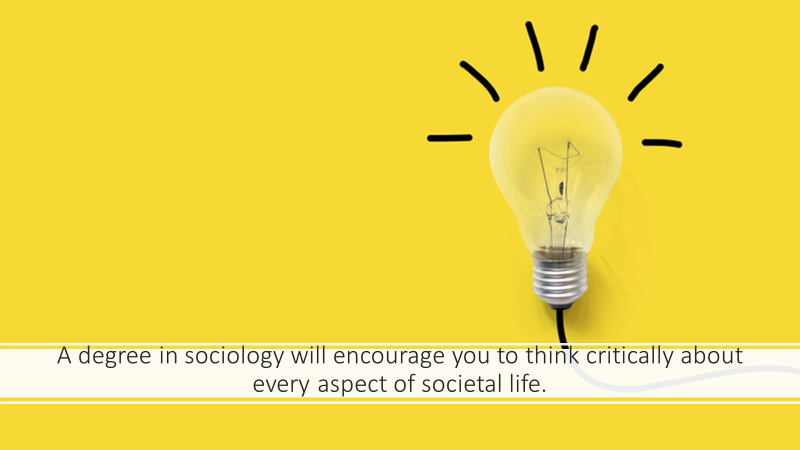 A degree in sociology will encourage you to think critically about
every aspect of societal life.